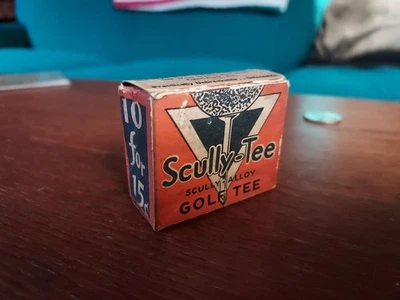 10
for
15¢
Scully-Tee
SCULLY ALLOY
GOLF TEE